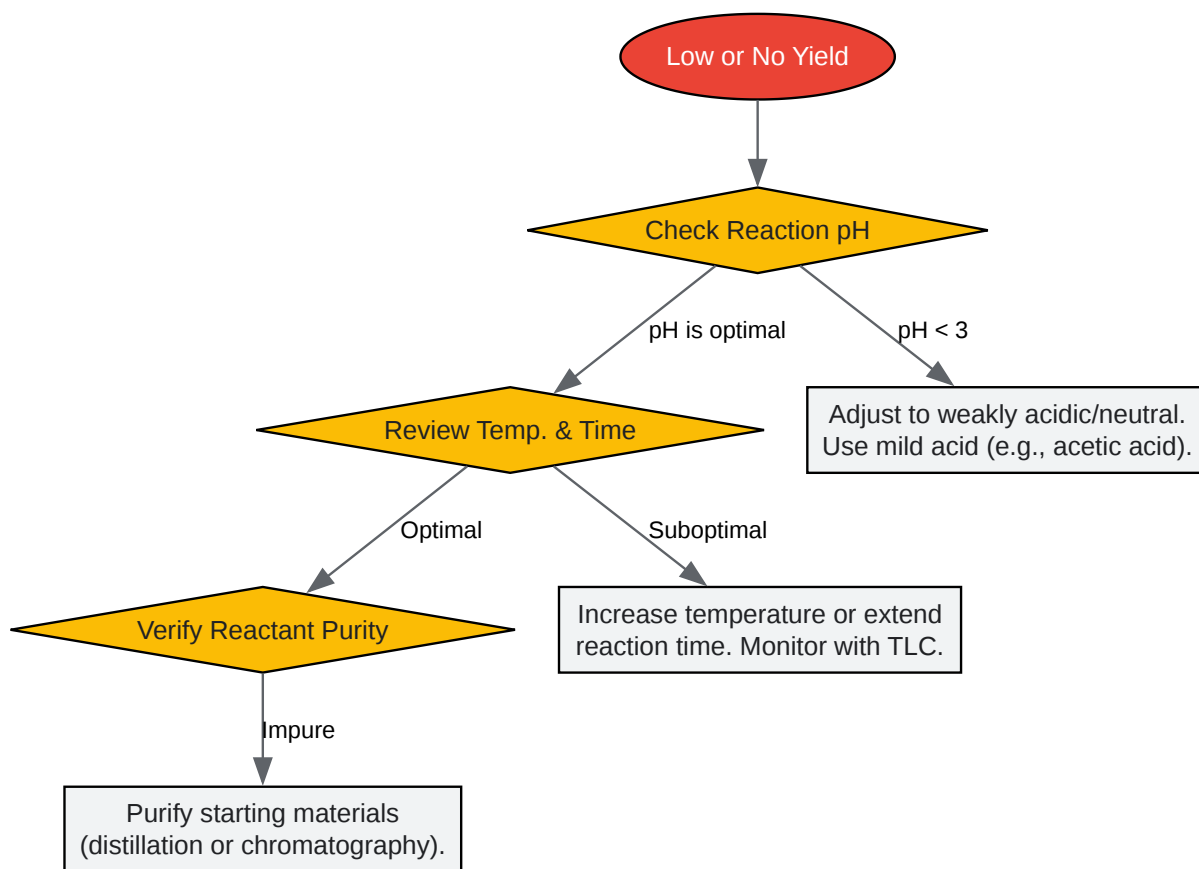 Low or No Yield
Check Reaction pH
pH is optimal
pH < 3
Adjust to weakly acidic/neutral.
Use mild acid (e.g., acetic acid).
Review Temp. & Time
Optimal
Suboptimal
Increase temperature or extend
reaction time. Monitor with TLC.
Verify Reactant Purity
Impure
Purify starting materials
(distillation or chromatography).